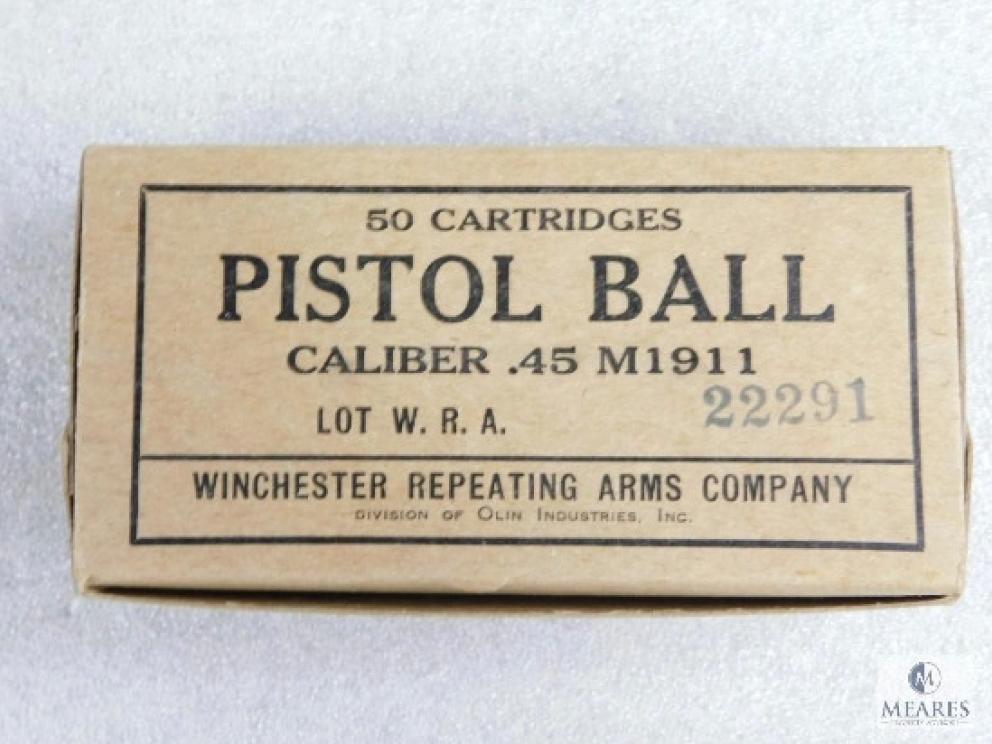 50 CARTRIDGES
PISTOL BALL
CALIBER .45 M1911
LOT W. R. A. 22291
WINCHESTER REPEATING ARMS COMPANY
DIVISION OF OLIN INDUSTRIES, INC.
M
MEARES